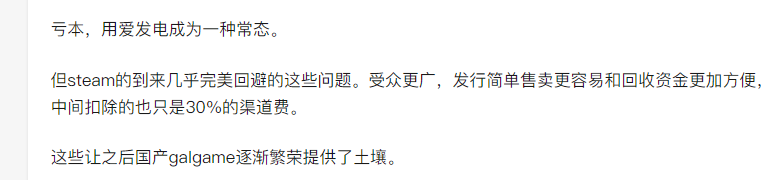 亏本，用爱发电成为一种常态。
但steam的到来几乎完美回避的这些问题。受众更广，发行简单售卖更容易和回收资金更加方便，
中间扣除的也只是30%的渠道费。
这些让之后国产galgame逐渐繁荣提供了土壤。